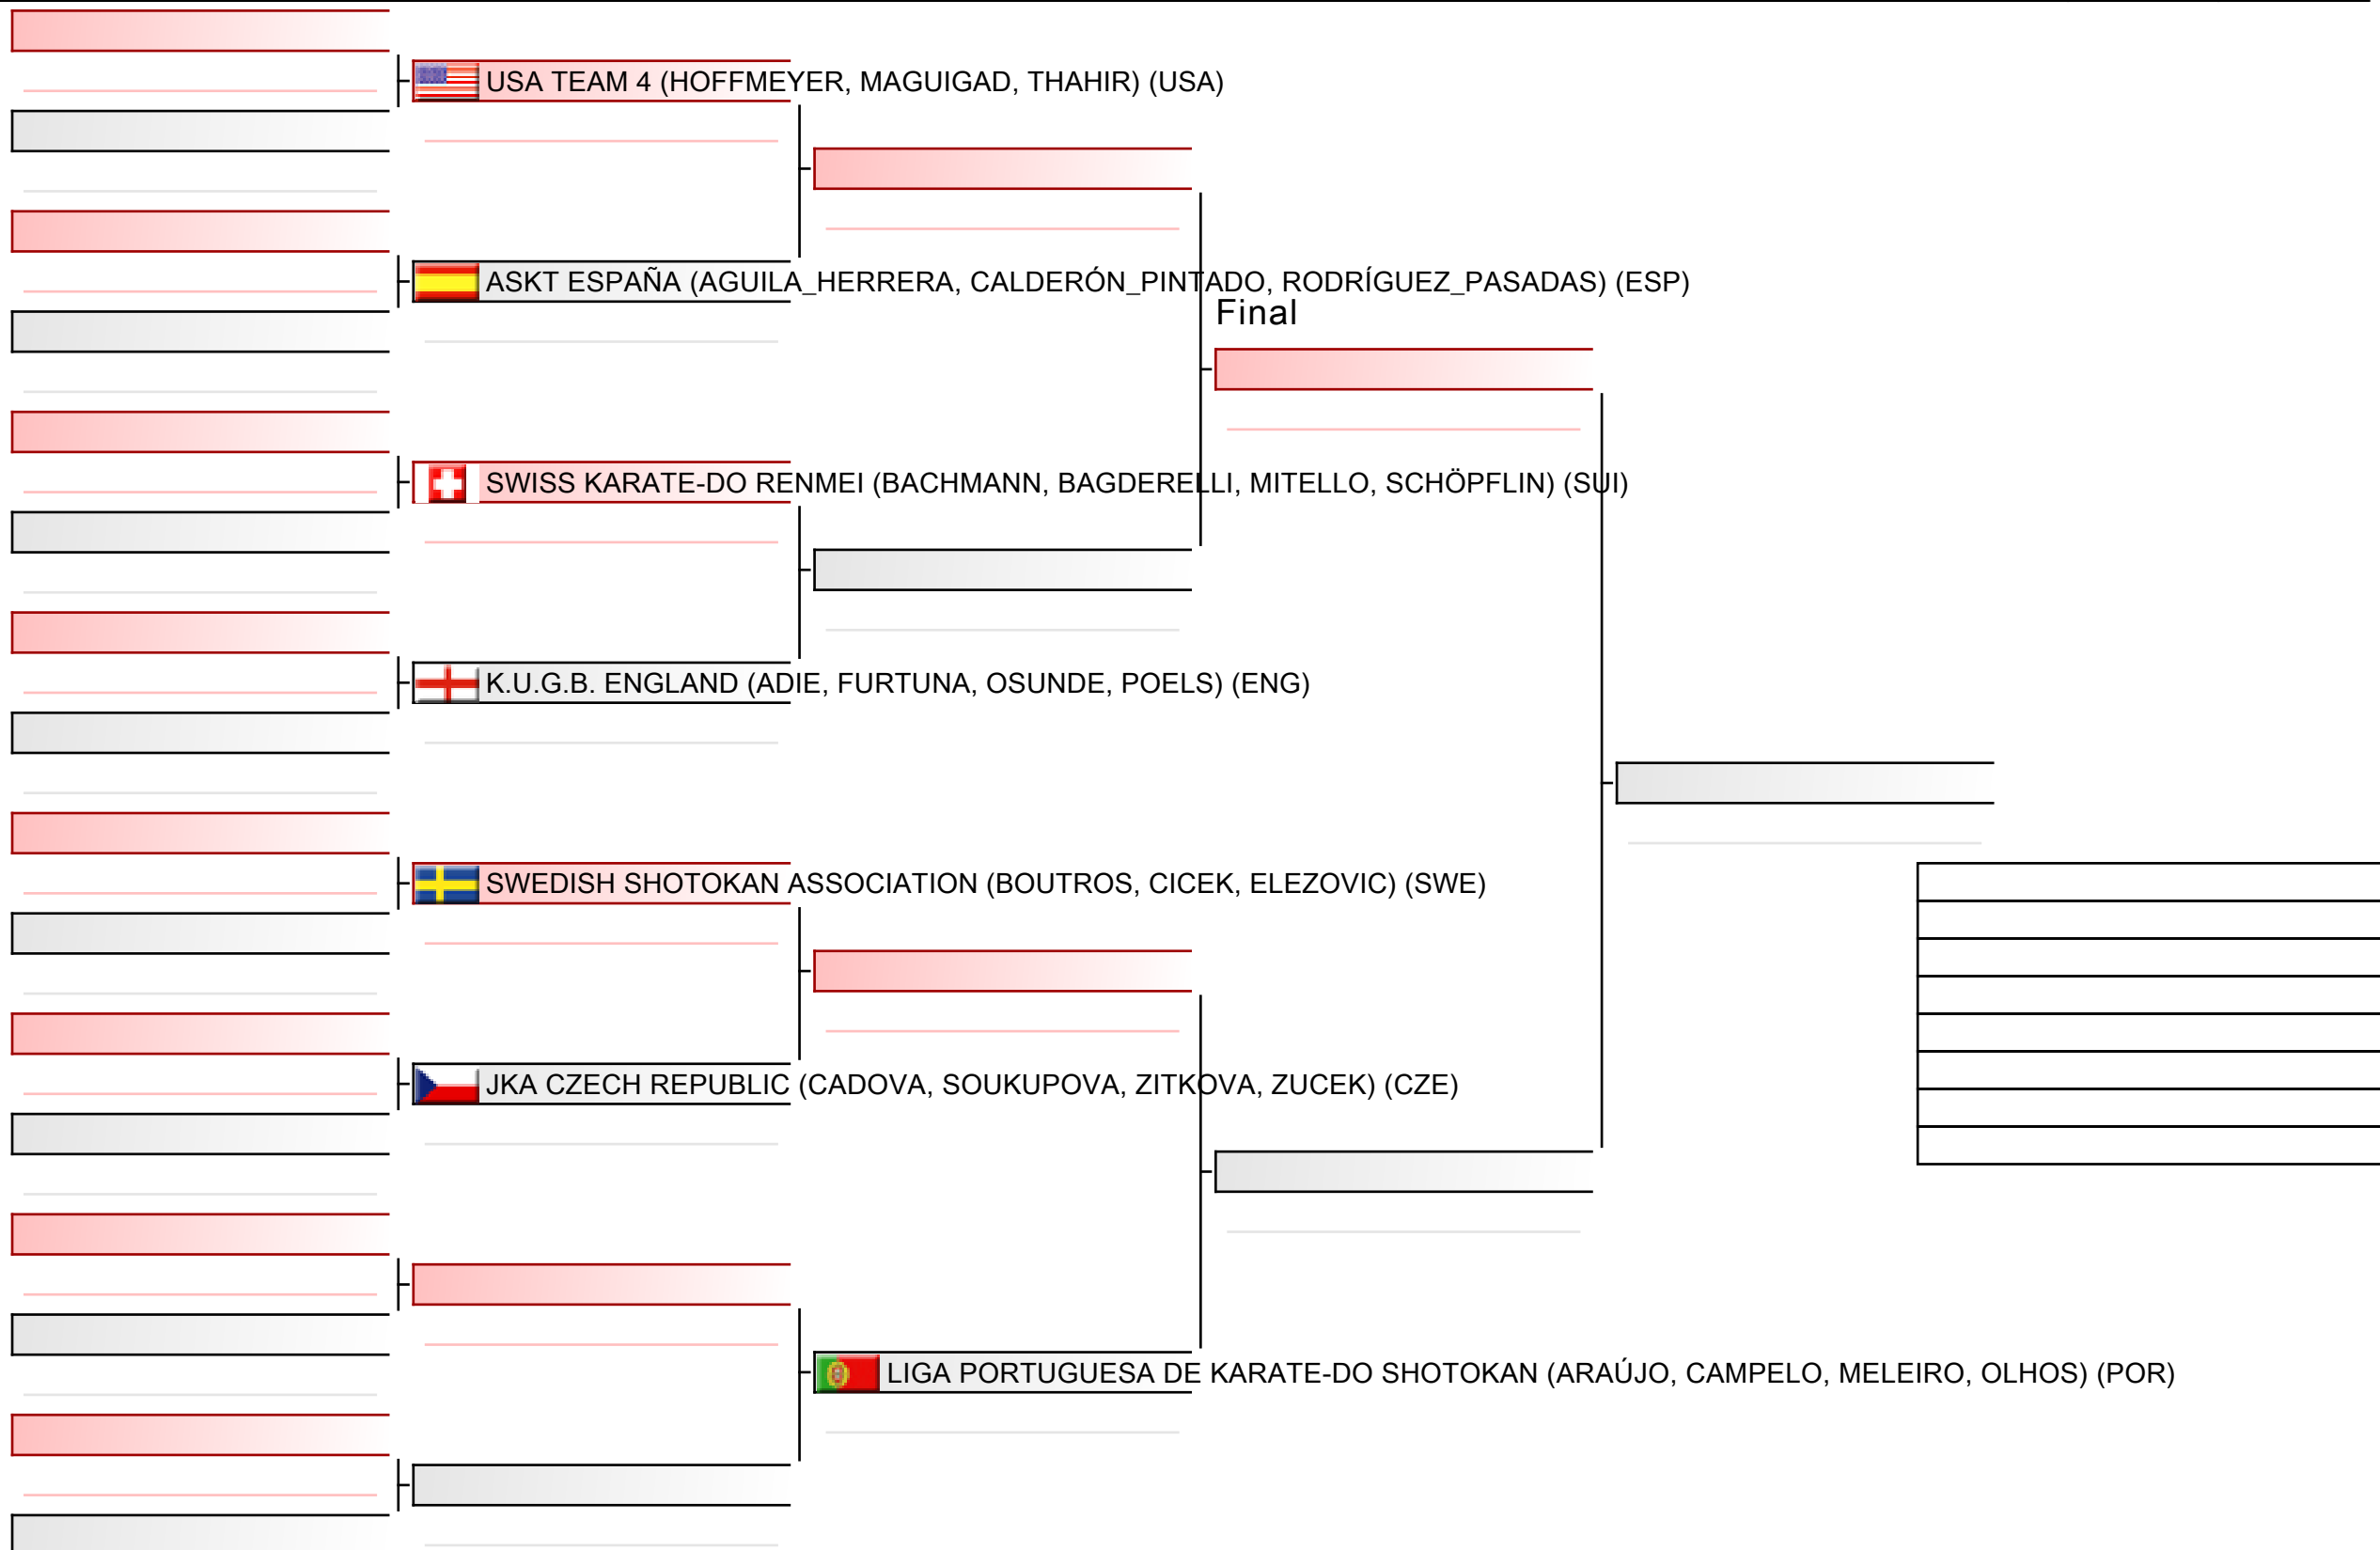 USA TEAM 4 (HOFFMEYER, MAGUIGAD, THAHIR) (USA)
ASKT ESPAÑA (AGUILA_HERRERA, CALDERÓN_PINTADO, RODRÍGUEZ_PASADAS) (ESP)
Final
SWISS KARATE-DO RENMEI (BACHMANN, BAGDERELLI, MITELLO, SCHÖPFLIN) (SUI)
K.U.G.B. ENGLAND (ADIE, FURTUNA, OSUNDE, POELS) (ENG)
SWEDISH SHOTOKAN ASSOCIATION (BOUTROS, CICEK, ELEZOVIC) (SWE)
JKA CZECH REPUBLIC (CADOVA, SOUKUPOVA, ZITKOVA, ZUCEK) (CZE)
LIGA PORTUGUESA DE KARATE-DO SHOTOKAN (ARAÚJO, CAMPELO, MELEIRO, OLHOS) (POR)